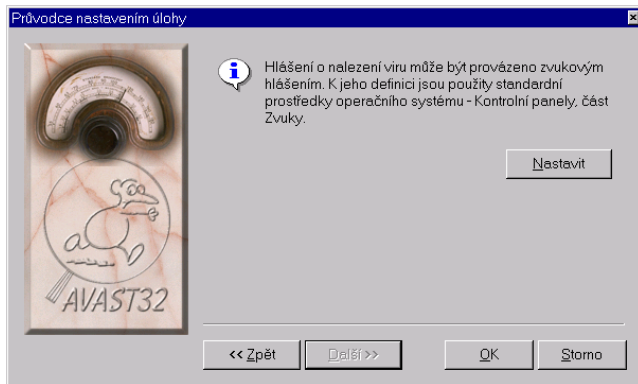 Průvodce nastavením úlohy
Hlášení o nalezení viru může být provázeno zvukovým
hlášením. K jeho definici jsou použity standardní
prostředky operačního systému - Kontrolní panely, část
Zvuky.
Nastavit
AVAST32
<< Zpět
Další >>
OK
Storno